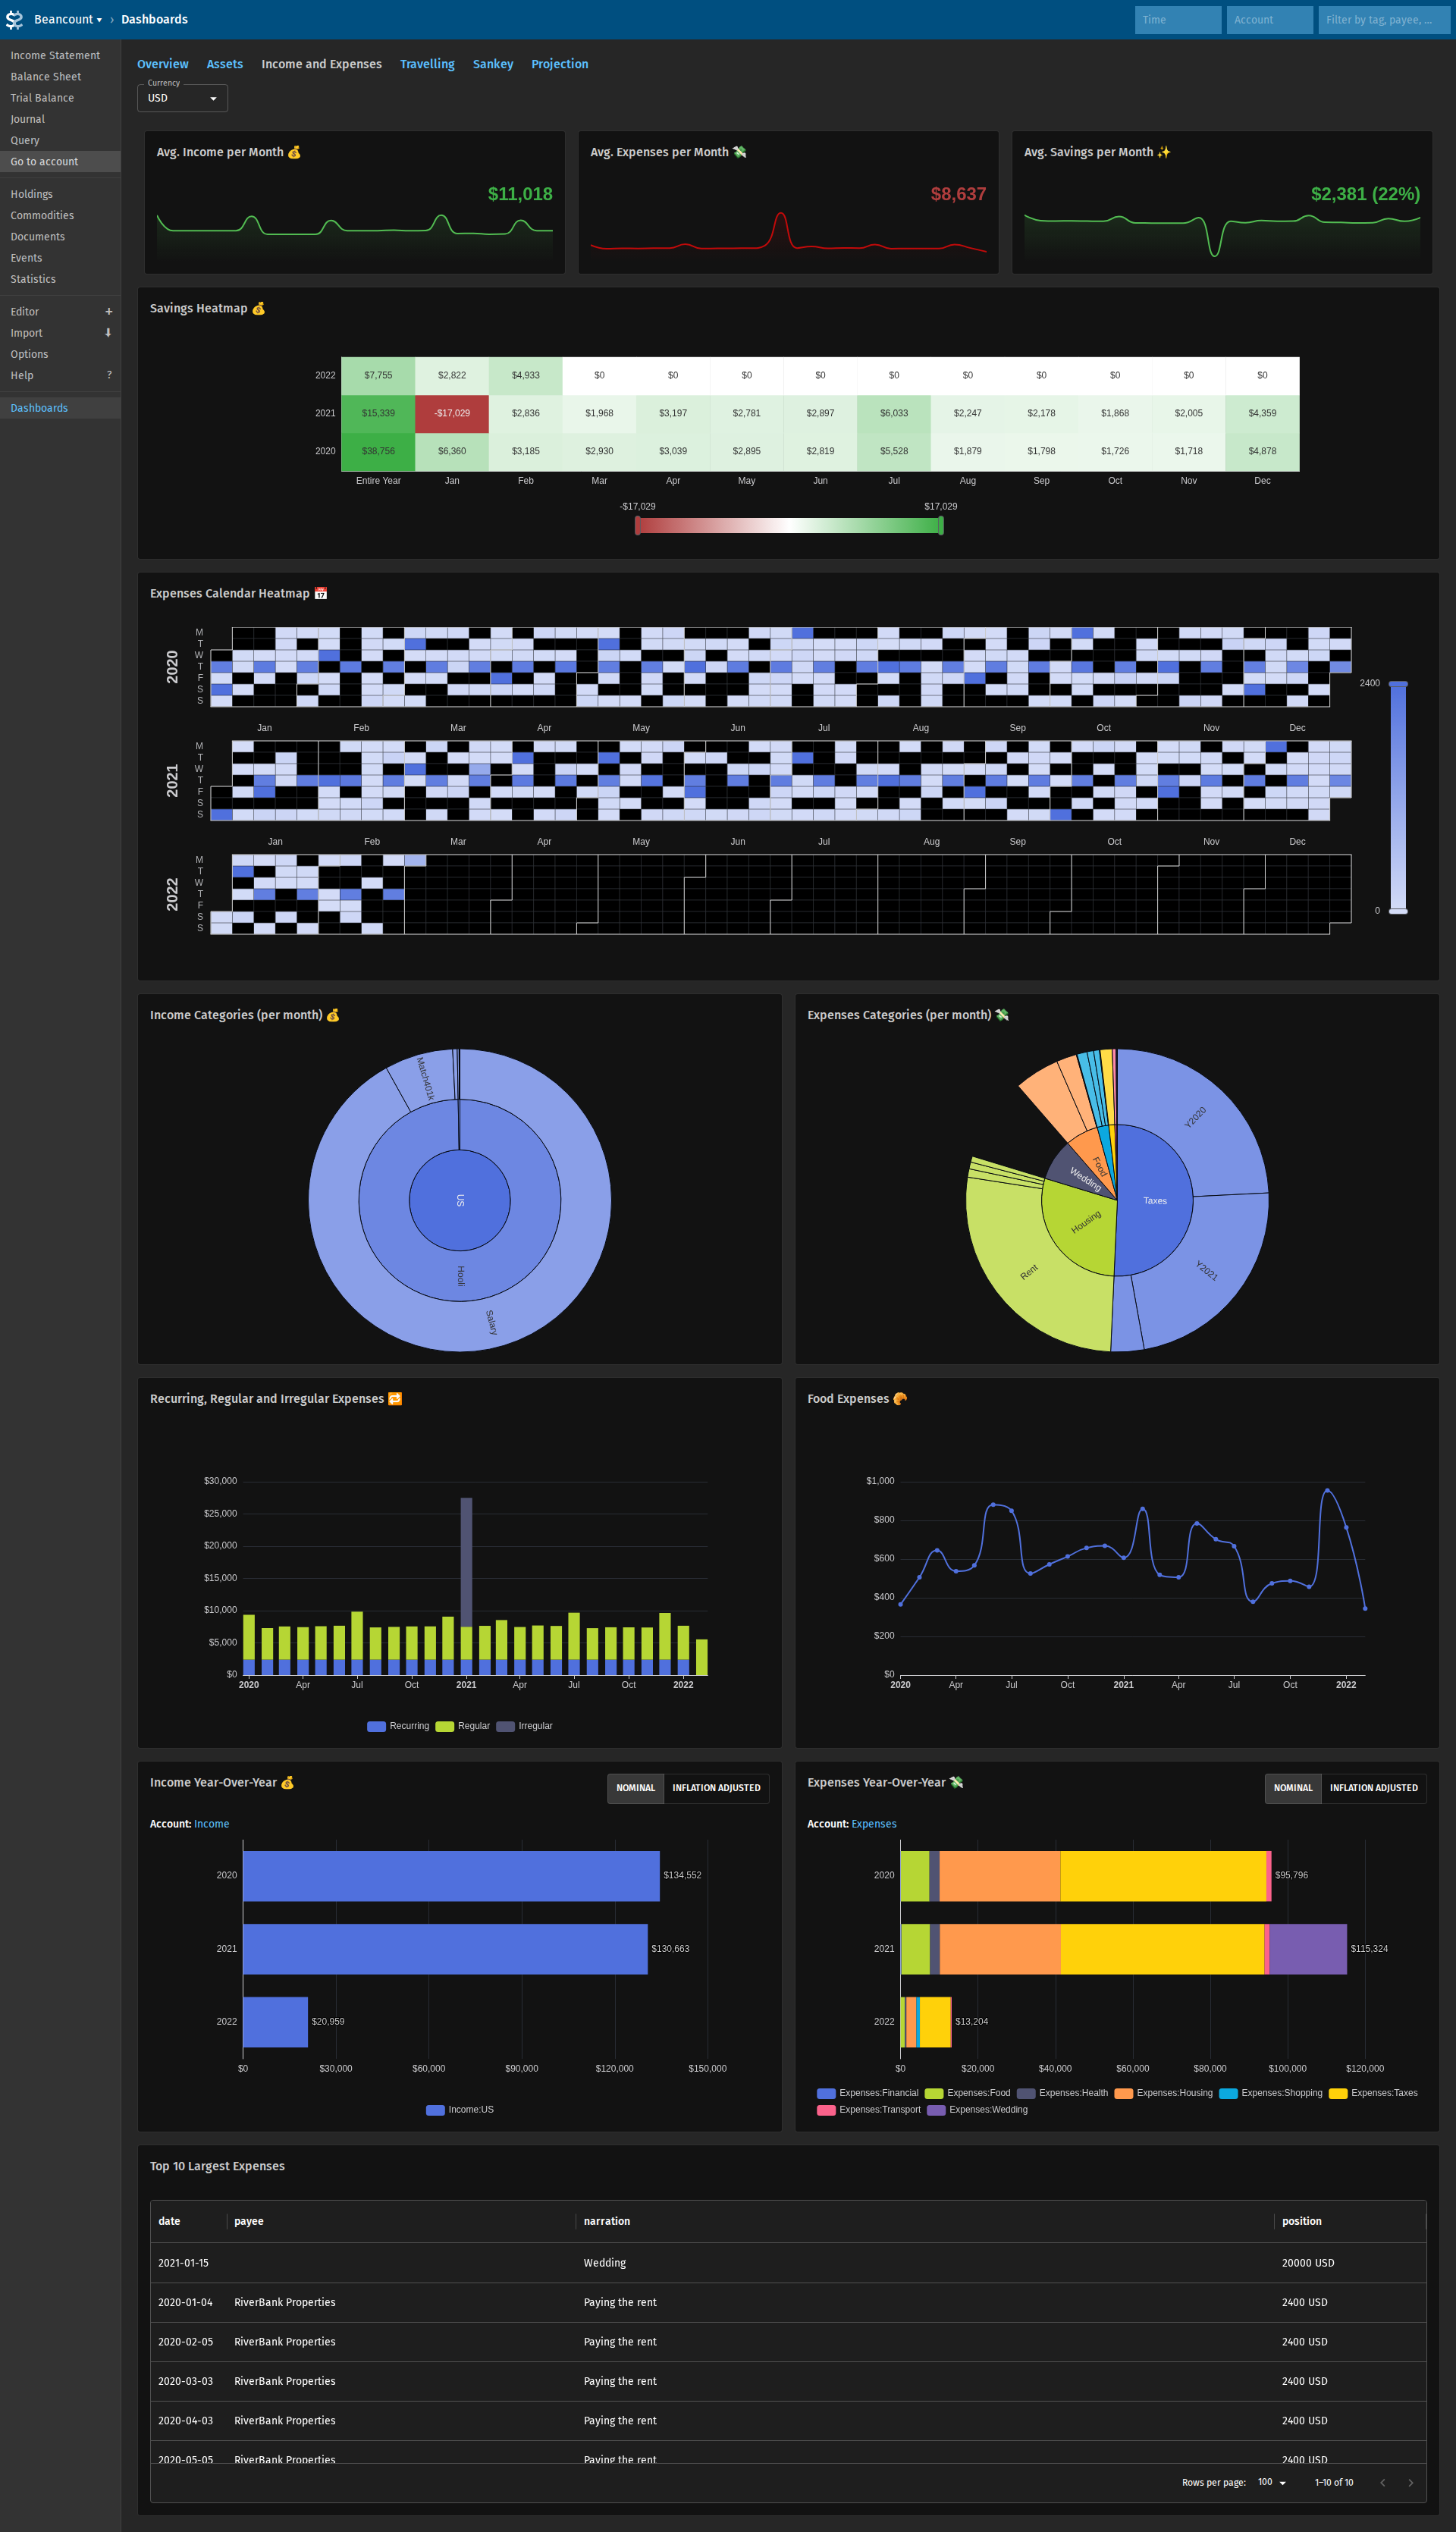 Beancount ▾ › Dashboards Time Account Filter by tag, payee, ...
Income Statement
Balance Sheet
Trial Balance
Journal
Query
Go to account
Holdings
Commodities
Documents
Events
Statistics
Editor +
Import ⬇
Options
Help ?
Dashboards
Overview Assets Income and Expenses Travelling Sankey Projection
Currency
USD
Avg. Income per Month 💰
$11,018
Avg. Expenses per Month 💸
$8,637
Avg. Savings per Month ✨
$2,381 (22%)
Savings Heatmap 💰
2022 $7,755 $2,822 $4,933 $0 $0 $0 $0 $0 $0 $0 $0 $0 $0
2021 $15,339 -$17,029 $2,836 $1,968 $3,197 $2,781 $2,897 $6,033 $2,247 $2,178 $1,868 $2,005 $4,359
2020 $38,756 $6,360 $3,185 $2,930 $3,039 $2,895 $2,819 $5,528 $1,879 $1,798 $1,726 $1,718 $4,878
Entire Year Jan Feb Mar Apr May Jun Jul Aug Sep Oct Nov Dec
-$17,029 $17,029
Expenses Calendar Heatmap 📅
2020
M
T
W
T
F
S
S
Jan Feb Mar Apr May Jun Jul Aug Sep Oct Nov Dec
2021
M
T
W
T
F
S
S
Jan Feb Mar Apr May Jun Jul Aug Sep Oct Nov Dec
2022
M
T
W
T
F
S
S
2400
0
Income Categories (per month) 💰
Match401k
US
Hooli
Salary
Expenses Categories (per month) 💸
Y2020
Food
Wedding
Taxes
Housing
Rent
Y2021
Recurring, Regular and Irregular Expenses 🔁
$30,000
$25,000
$20,000
$15,000
$10,000
$5,000
$0
2020 Apr Jul Oct 2021 Apr Jul Oct 2022
Recurring Regular Irregular
Food Expenses 🥐
$1,000
$800
$600
$400
$200
$0
2020 Apr Jul Oct 2021 Apr Jul Oct 2022
Income Year-Over-Year 💰 NOMINAL INFLATION ADJUSTED
Account: Income
2020 $134,552
2021 $130,663
2022 $20,959
$0 $30,000 $60,000 $90,000 $120,000 $150,000
Income:US
Expenses Year-Over-Year 💸 NOMINAL INFLATION ADJUSTED
Account: Expenses
2020 $95,796
2021 $115,324
2022 $13,204
$0 $20,000 $40,000 $60,000 $80,000 $100,000 $120,000
Expenses:Financial Expenses:Food Expenses:Health Expenses:Housing Expenses:Shopping Expenses:Taxes
Expenses:Transport Expenses:Wedding
Top 10 Largest Expenses
date payee narration position
2021-01-15 Wedding 20000 USD
2020-01-04 RiverBank Properties Paying the rent 2400 USD
2020-02-05 RiverBank Properties Paying the rent 2400 USD
2020-03-03 RiverBank Properties Paying the rent 2400 USD
2020-04-03 RiverBank Properties Paying the rent 2400 USD
2020-05-05 RiverBank Properties Paying the rent 2400 USD
Rows per page: 100 1–10 of 10